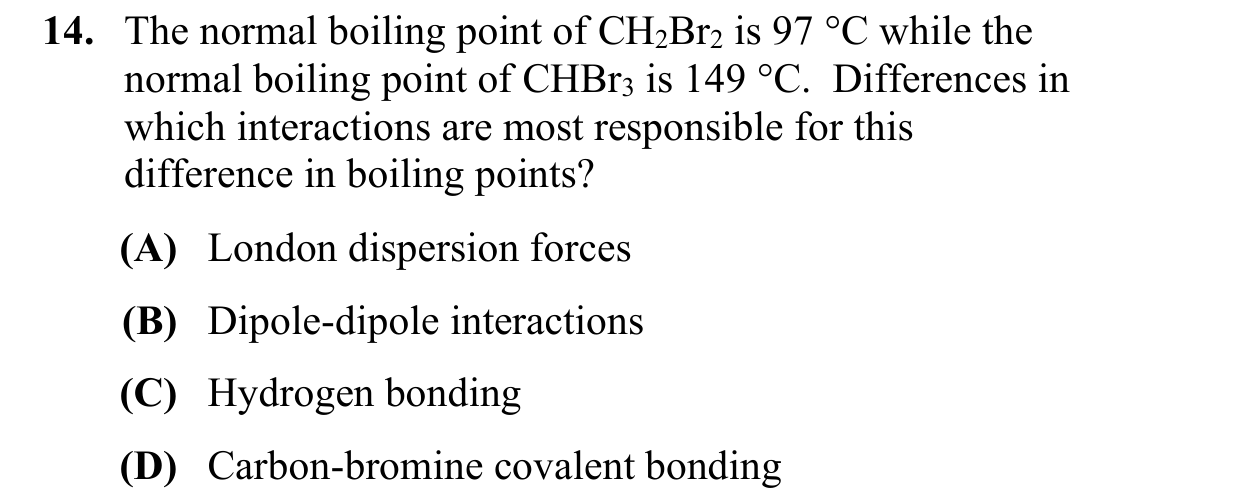 14. The normal boiling point of CH₂Br₂ is 97 °C while the
normal boiling point of CHBr₃ is 149 °C. Differences in
which interactions are most responsible for this
difference in boiling points?
(A) London dispersion forces
(B) Dipole-dipole interactions
(C) Hydrogen bonding
(D) Carbon-bromine covalent bonding